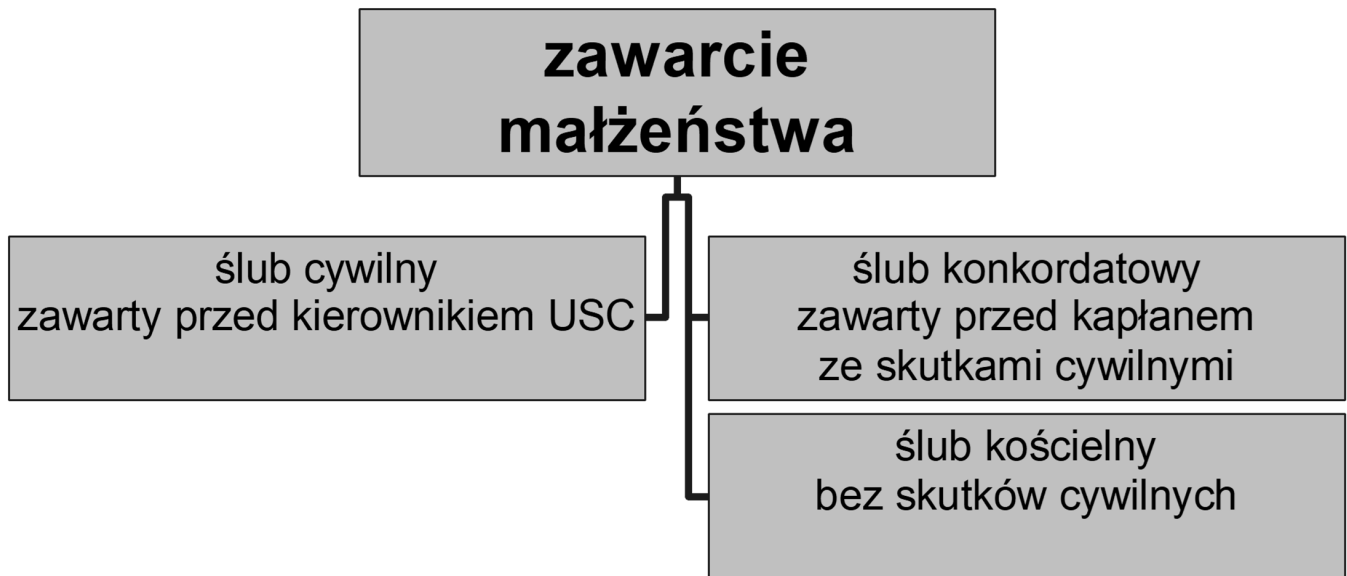 zawarcie
małżeństwa
ślub cywilny
zawarty przed kierownikiem USC
ślub konkordatowy
zawarty przed kapłanem
ze skutkami cywilnymi
ślub kościelny
bez skutków cywilnych